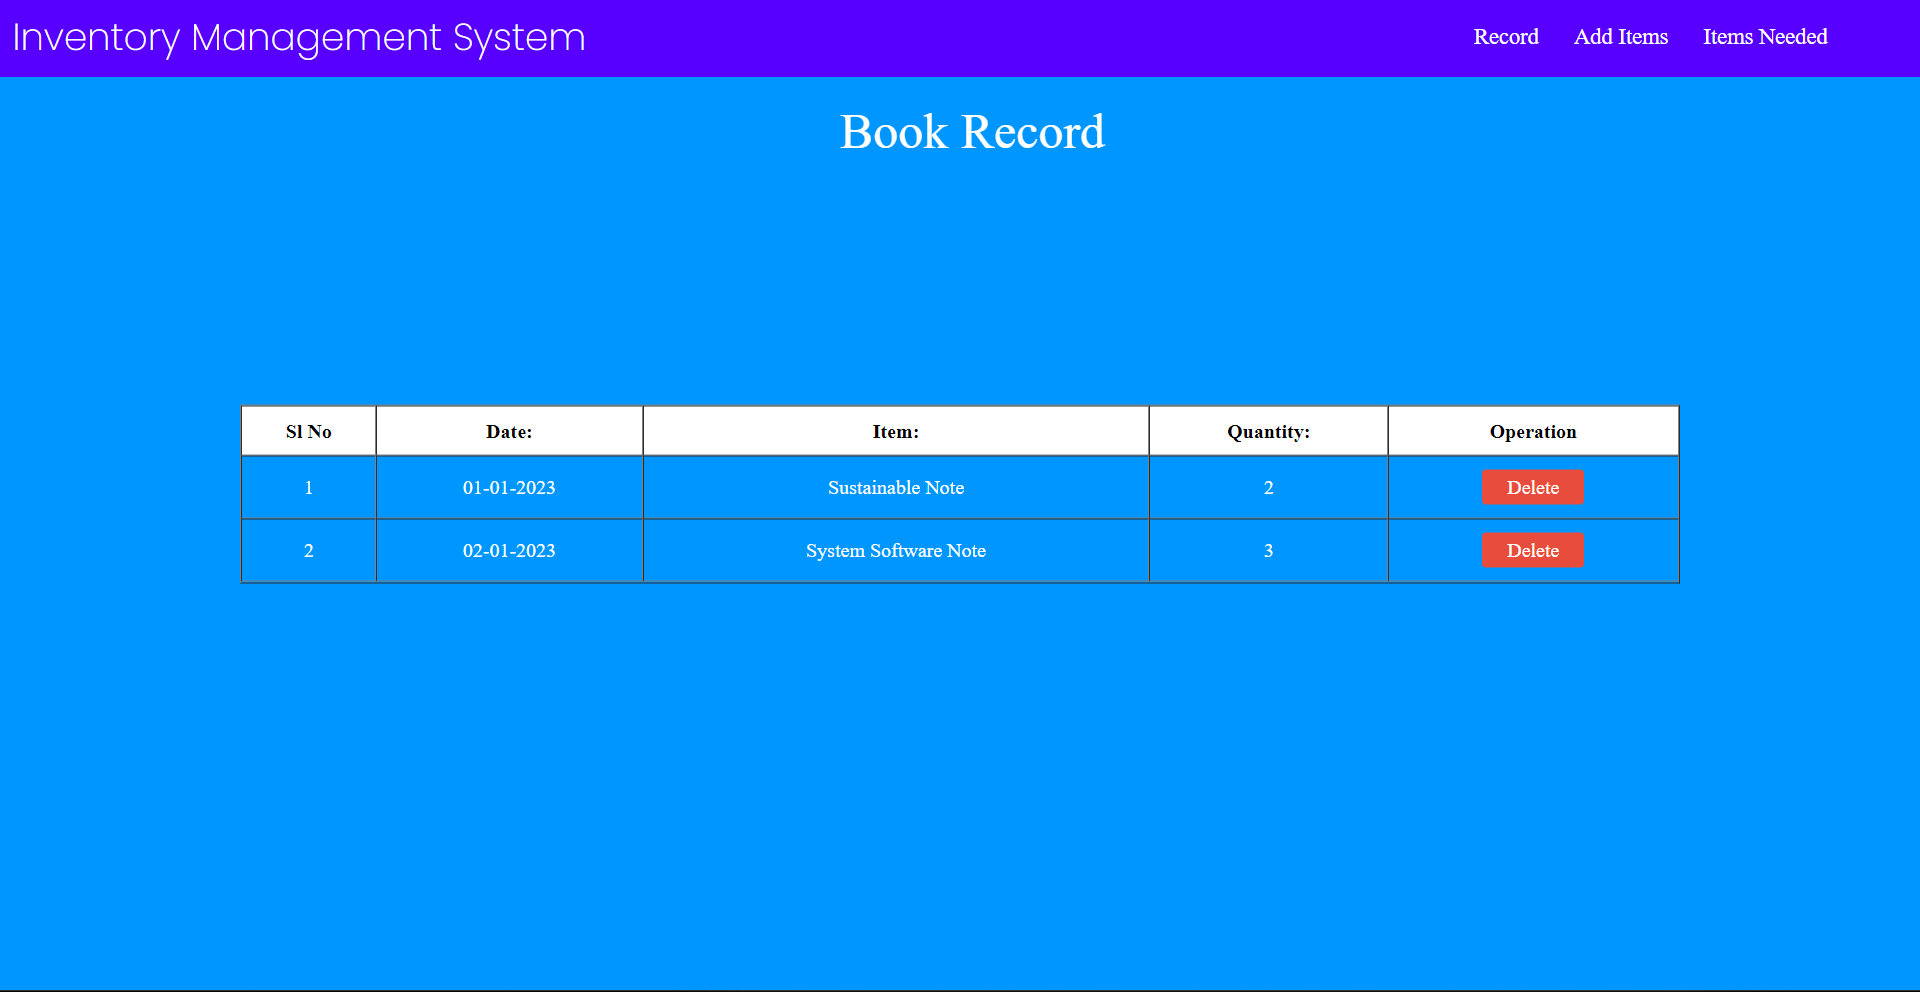 Inventory Management System Record Add Items Items Needed
Book Record
Sl No Date: Item: Quantity: Operation
1 01-01-2023 Sustainable Note 2 Delete
2 02-01-2023 System Software Note 3 Delete